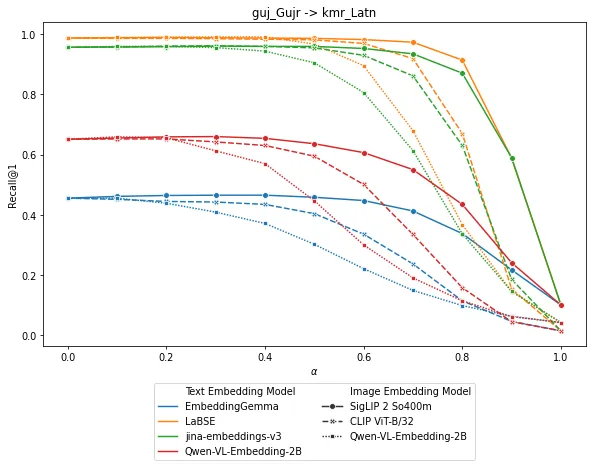 guj_Gujr -> kmr_Latn
Recall@1
1.0
0.8
0.6
0.4
0.2
0.0
0.0 0.2 0.4 0.6 0.8 1.0
α
Text Embedding Model
EmbeddingGemma
LaBSE
jina-embeddings-v3
Qwen-VL-Embedding-2B
Image Embedding Model
SigLIP 2 So400m
CLIP ViT-B/32
Qwen-VL-Embedding-2B